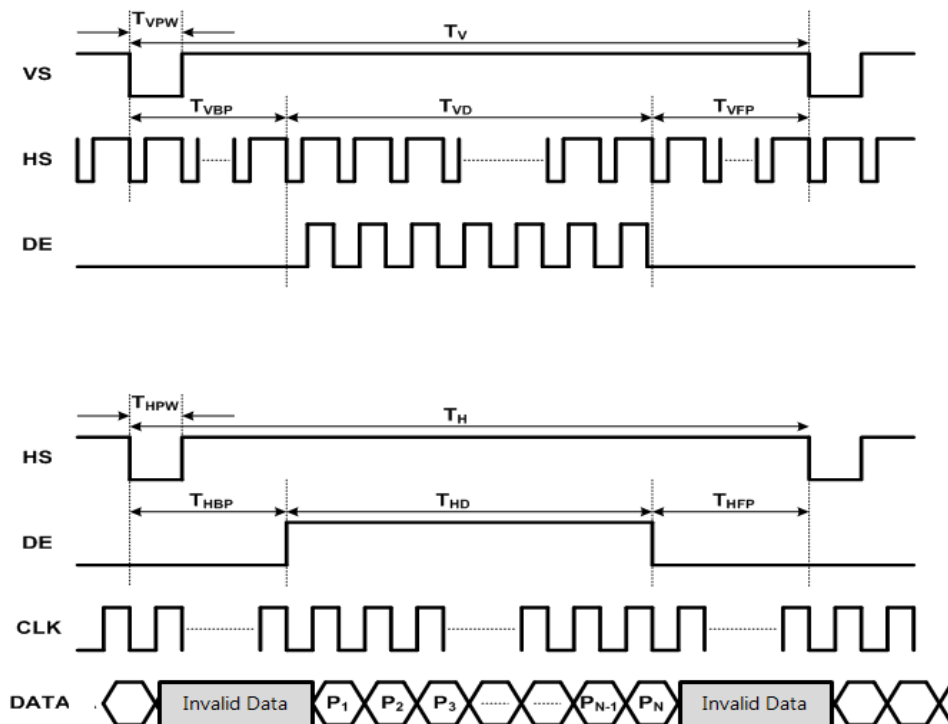 TVPW
TV
VS
TVBP TVD TVFP
HS
DE
THPW
TH
HS
THBP THD THFP
DE
CLK
DATA Invalid Data P1 P2 P3 PN-1 PN Invalid Data